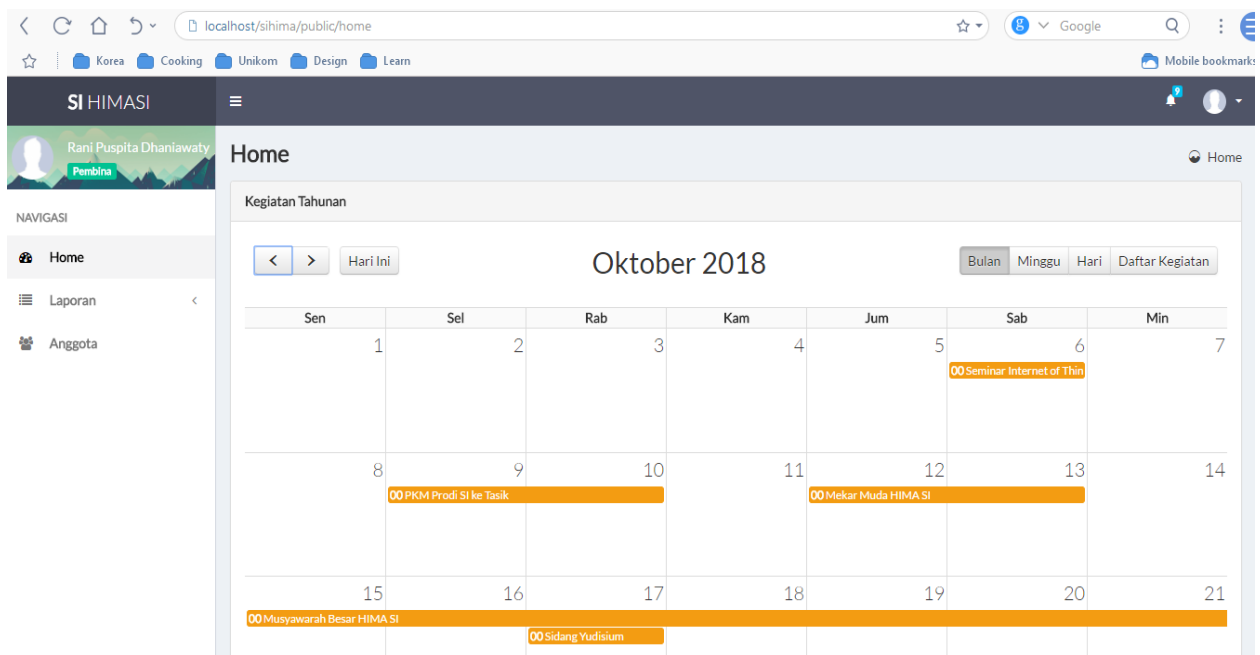 localhost/sihima/public/home
g Google
Korea Cooking Unikom Design Learn Mobile bookmarks
SI HIMASI
9
Rani Puspita Dhaniawaty
Pembina
Home
Home
Kegiatan Tahunan
NAVIGASI
Home
Laporan
Anggota
< > Hari Ini
Oktober 2018
Bulan Minggu Hari Daftar Kegiatan
Sen Sel Rab Kam Jum Sab Min
1 2 3 4 5 6 7
00 Seminar Internet of Thin
8 9 10 11 12 13 14
00 PKM Prodi SI ke Tasik 00 Mekar Muda HIMA SI
15 16 17 18 19 20 21
00 Musyawarah Besar HIMA SI
00 Sidang Yudisium